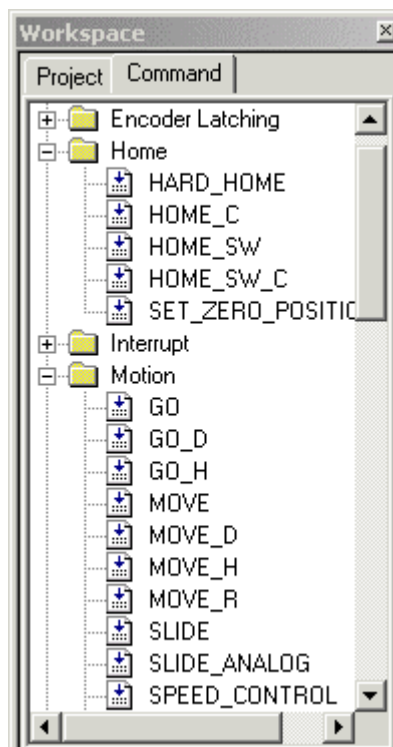 Workspace
Project Command
Encoder Latching
Home
HARD_HOME
HOME_C
HOME_SW
HOME_SW_C
SET_ZERO_POSITIO
Interrupt
Motion
GO
GO_D
GO_H
MOVE
MOVE_D
MOVE_H
MOVE_R
SLIDE
SLIDE_ANALOG
SPEED_CONTROL